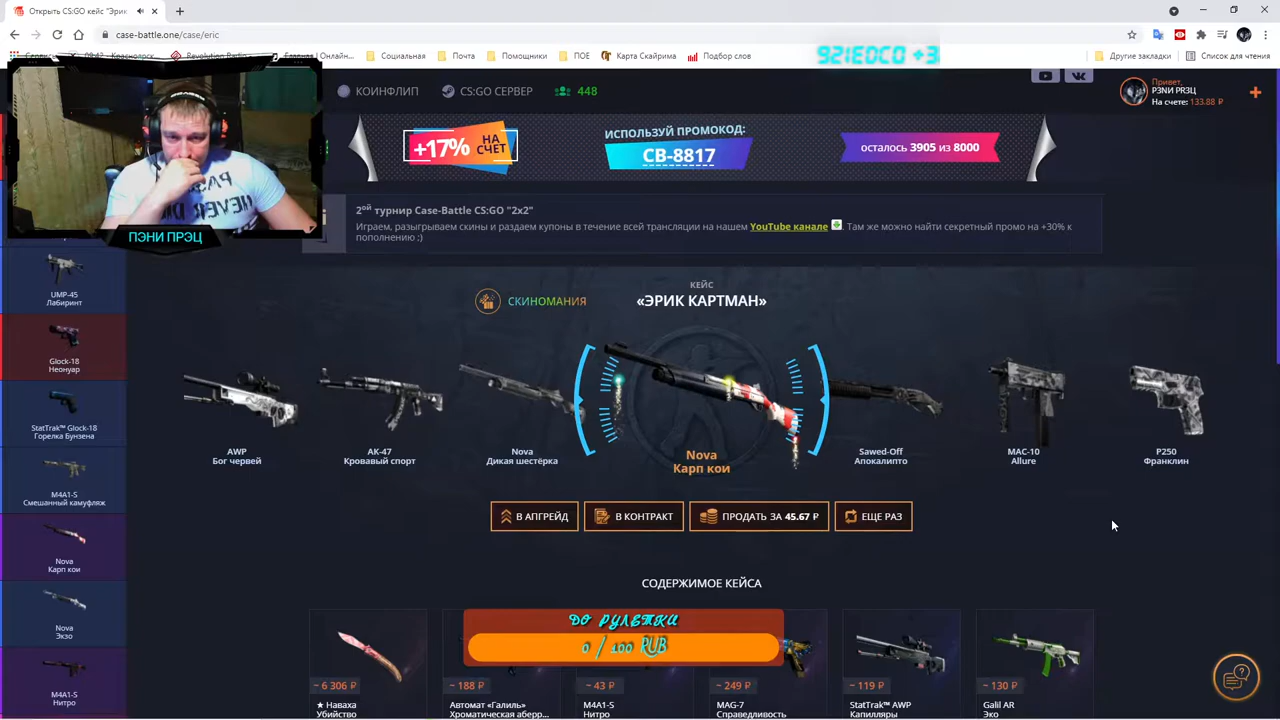 Открыть CS:GO кейс "Эрик
case-battle.one/case/eric
Социальная
Почта
Помощники
ПОЕ
Карта Скайрима
Подбор слов
Другие закладки
Список для чтения
КОИНФЛИП
CS:GO СЕРВЕР
448
Привет,
PЗNИ PRЗЦ
На счете: 133.88 ₽
+17% НА СЧЕТ
ИСПОЛЬЗУЙ ПРОМОКОД:
CB-8817
осталось 3905 из 8000
ПЭНИ ПРЭЦ
2ой турнир Case-Battle CS:GO "2x2"
Играем, разыгрываем скины и раздаем купоны в течение всей трансляции на нашем YouTube канале. Там же можно найти секретный промо на +30% к
пополнению ;)
КЕЙС
СКИНОМАНИЯ
«ЭРИК КАРТМАН»
UMP-45
Лабиринт
Glock-18
Неонуар
StatTrak™ Glock-18
Горелка Бунзена
M4A1-S
Смешанный камуфляж
Nova
Карп кои
Nova
Экзо
M4A1-S
Нитро
AWP
Бог червей
AK-47
Кровавый спорт
Nova
Дикая шестёрка
Nova
Карп кои
Sawed-Off
Апокалипто
MAC-10
Allure
P250
Франклин
В АПГРЕЙД
В КОНТРАКТ
ПРОДАТЬ ЗА 45.67 ₽
ЕЩЕ РАЗ
СОДЕРЖИМОЕ КЕЙСА
ДО РУЛЕТКИ
0 / 100 RUB
~ 6 306 ₽
★ Наваха
Убийство
~ 188 ₽
Автомат «Галиль»
Хроматическая аберр...
~ 43 ₽
M4A1-S
Нитро
~ 249 ₽
MAG-7
Справедливость
~ 119 ₽
StatTrak™ AWP
Капилляры
~ 130 ₽
Galil AR
Эко